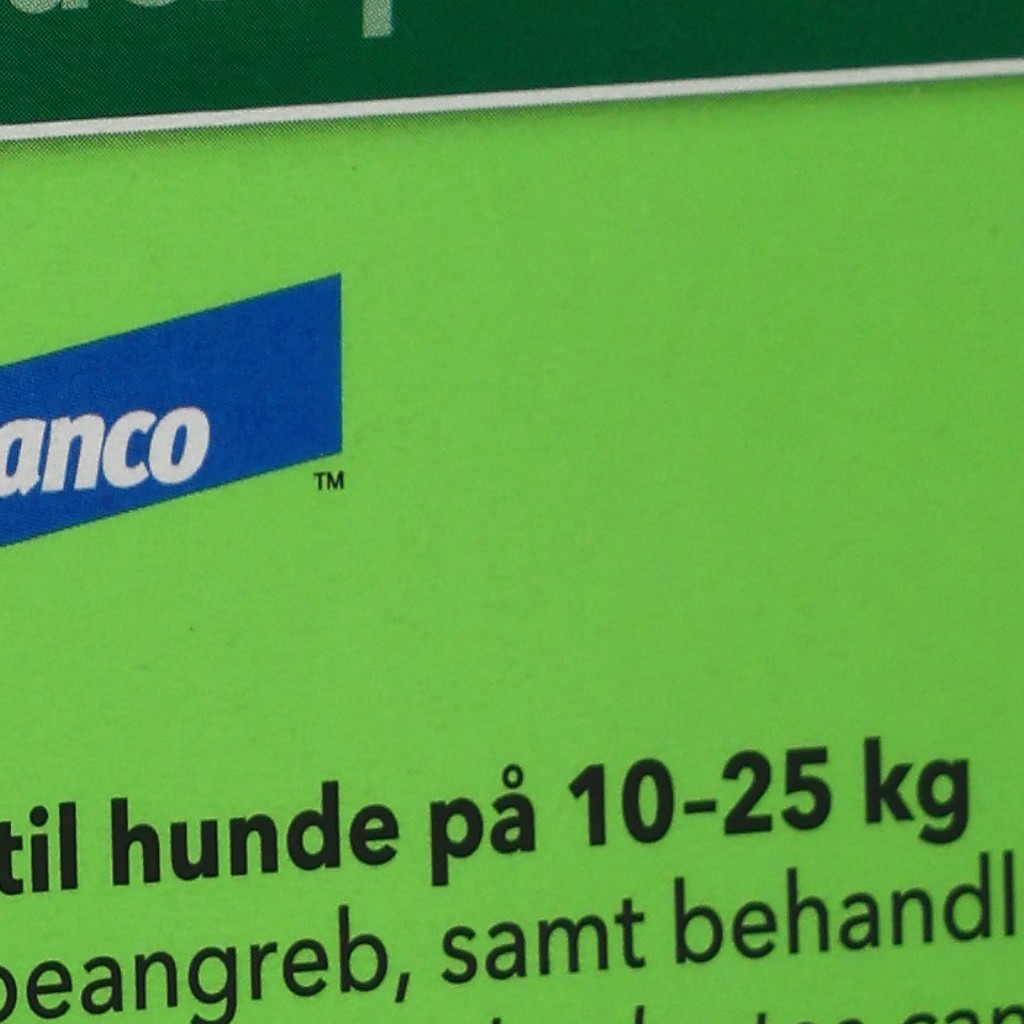 anco
TM
til hunde på 10-25 kg
beangreb, samt behandl